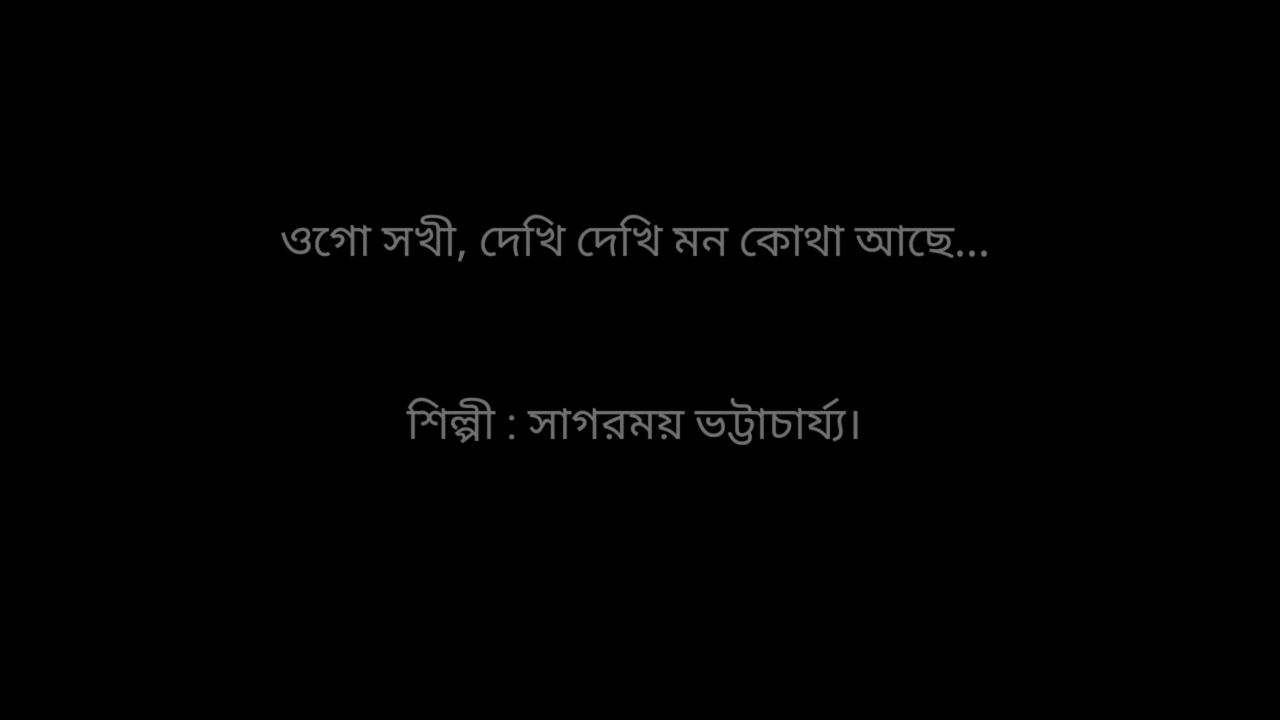 ওগো সখী, দেখি দেখি মন কোথা আছে...
শিল্পী : সাগরময় ভট্টাচার্য্য।